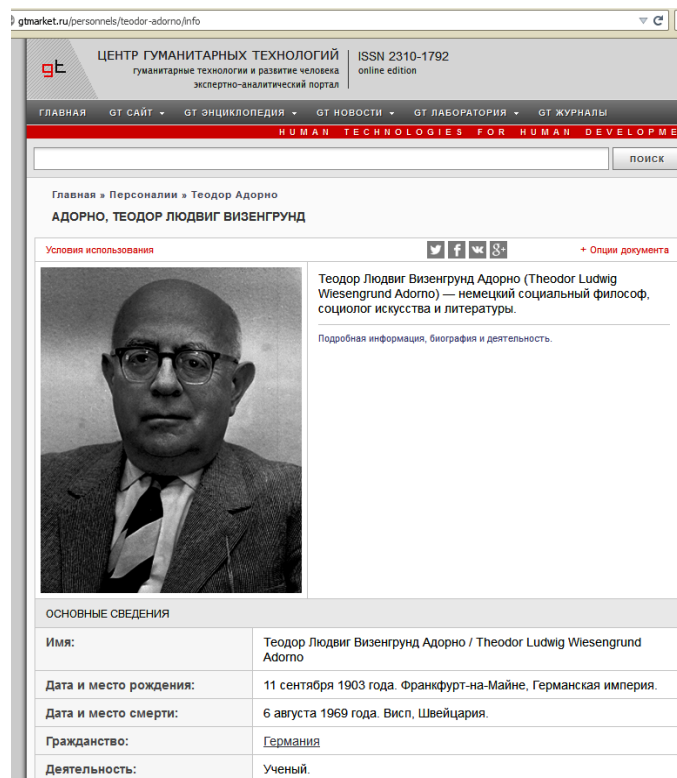 gtmarket.ru/personnels/teodor-adorno/info
gt
ЦЕНТР ГУМАНИТАРНЫХ ТЕХНОЛОГИЙ
гуманитарные технологии и развитие человека
экспертно-аналитический портал
ISSN 2310-1792
online edition
ГЛАВНАЯ GT САЙТ GT ЭНЦИКЛОПЕДИЯ GT НОВОСТИ GT ЛАБОРАТОРИЯ GT ЖУРНАЛЫ
HUMAN TECHNOLOGIES FOR HUMAN DEVELOPME
ПОИСК
Главная » Персоналии » Теодор Адорно
АДОРНО, ТЕОДОР ЛЮДВИГ ВИЗЕНГРУНД
Условия использования
+ Опции документа
Теодор Людвиг Визенгрунд Адорно (Theodor Ludwig
Wiesengrund Adorno) — немецкий социальный философ,
социолог искусства и литературы.
Подробная информация, биография и деятельность.
ОСНОВНЫЕ СВЕДЕНИЯ
Имя: Теодор Людвиг Визенгрунд Адорно / Theodor Ludwig Wiesengrund
Adorno
Дата и место рождения: 11 сентября 1903 года. Франкфурт-на-Майне, Германская империя.
Дата и место смерти: 6 августа 1969 года. Висп, Швейцария.
Гражданство: Германия
Деятельность: Ученый.